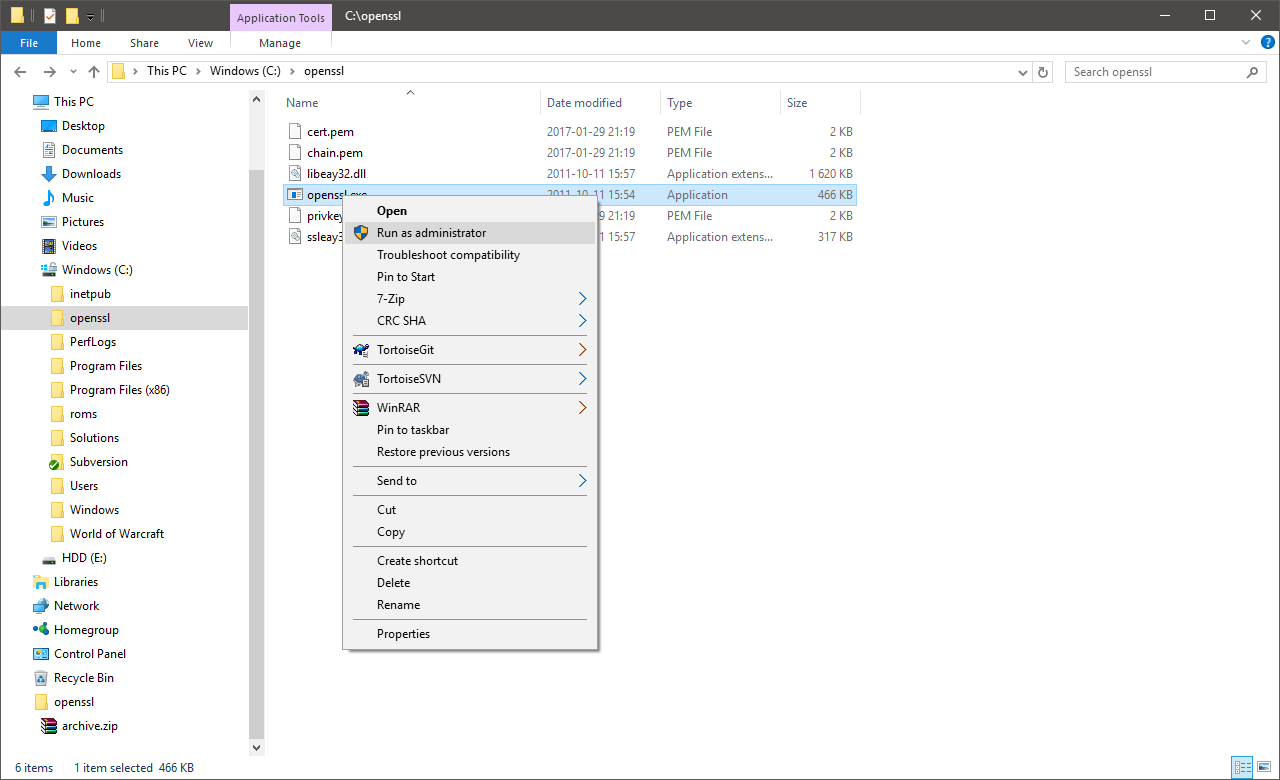 Application Tools C:\openssl
File Home Share View Manage
This PC Windows (C:) openssl Search openssl
This PC
Desktop
Documents
Downloads
Music
Pictures
Videos
Windows (C:)
inetpub
openssl
PerfLogs
Program Files
Program Files (x86)
roms
Solutions
Subversion
Users
Windows
World of Warcraft
HDD (E:)
Libraries
Network
Homegroup
Control Panel
Recycle Bin
openssl
archive.zip
Name Date modified Type Size
cert.pem 2017-01-29 21:19 PEM File 2 KB
chain.pem 2017-01-29 21:19 PEM File 2 KB
libeay32.dll 2011-10-11 15:57 Application extens... 1 620 KB
openssl.exe 2011-10-11 15:54 Application 466 KB
privkey 9 21:19 PEM File 2 KB
ssleay3 1 15:57 Application extens... 317 KB
Open
Run as administrator
Troubleshoot compatibility
Pin to Start
7-Zip
CRC SHA
TortoiseGit
TortoiseSVN
WinRAR
Pin to taskbar
Restore previous versions
Send to
Cut
Copy
Create shortcut
Delete
Rename
Properties
6 items 1 item selected 466 KB